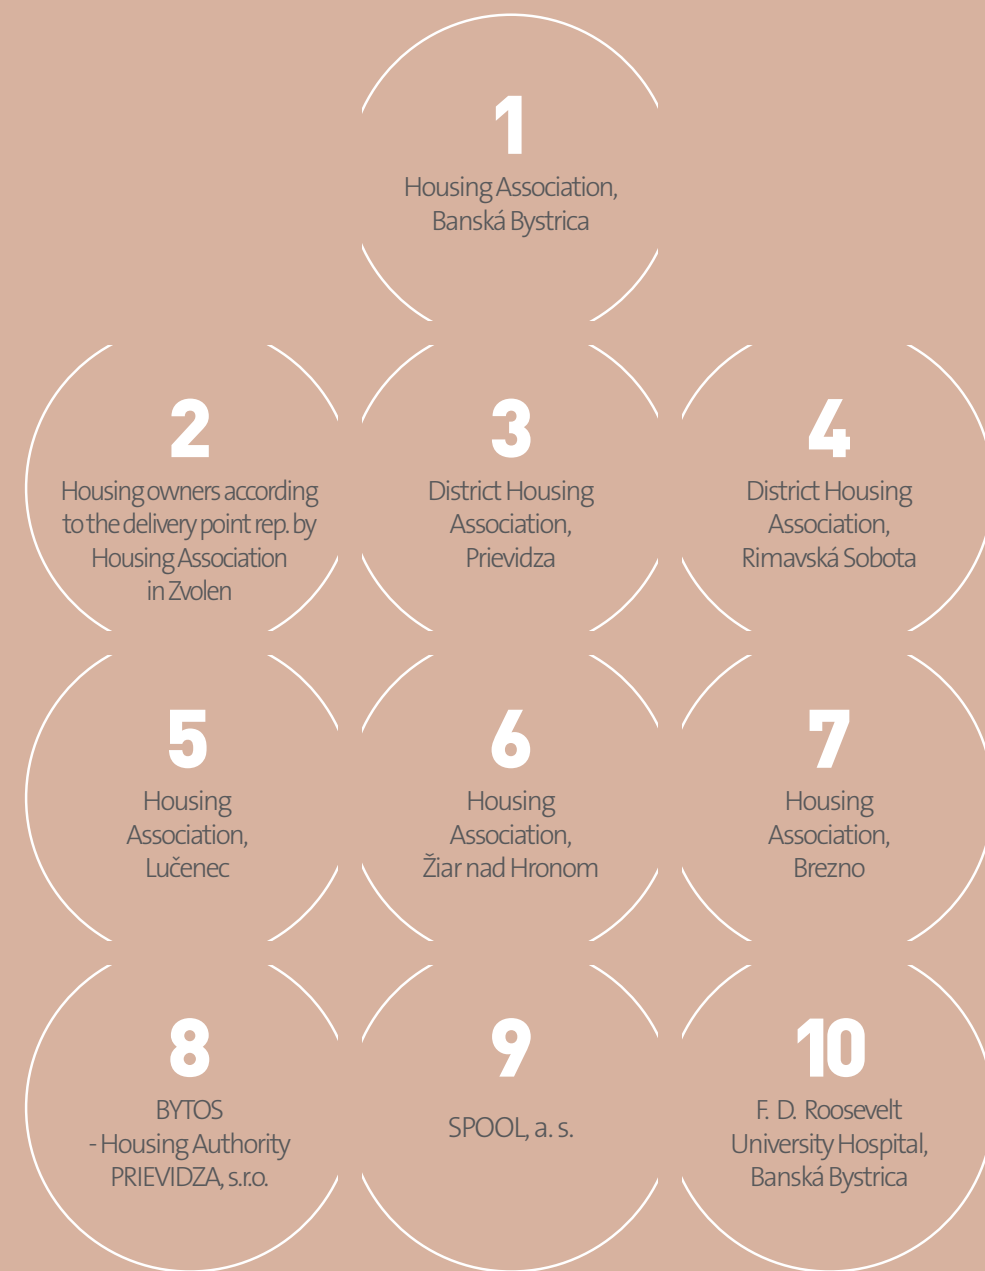 1
Housing Association,
Banská Bystrica
2
Housing owners according
to the delivery point rep. by
Housing Association
in Zvolen
3
District Housing
Association,
Prievidza
4
District Housing
Association,
Rimavská Sobota
5
Housing
Association,
Lučenec
6
Housing
Association,
Žiar nad Hronom
7
Housing
Association,
Brezno
8
BYTOS
- Housing Authority
PRIEVIDZA, s.r.o.
9
SPOOL, a. s.
10
F. D. Roosevelt
University Hospital,
Banská Bystrica